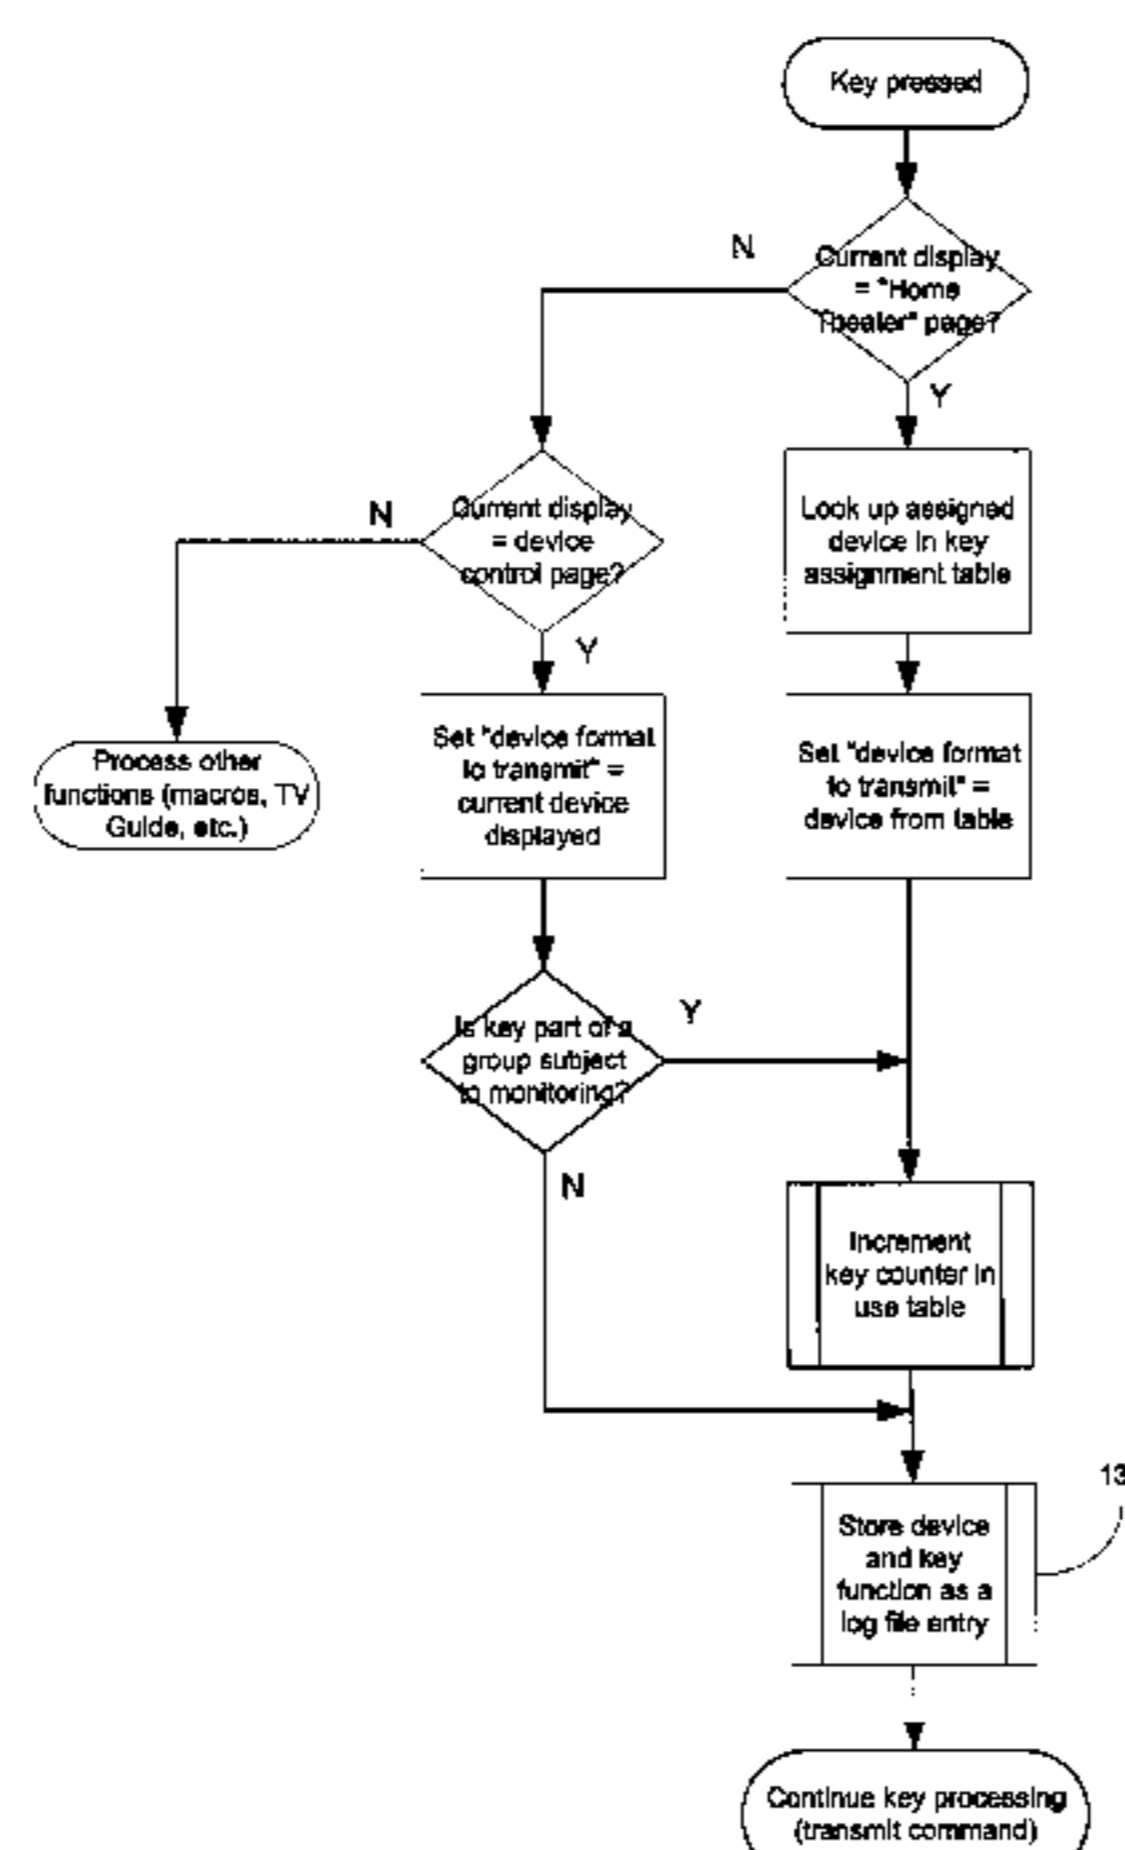 Key pressed
Current display
= "Home
Theater" page?
N
Y
Current display
= device
control page?
N
Y
Look up assigned
device in key
assignment table
Process other
functions (macros, TV
Guide, etc.)
Set "device format
to transmit" =
current device
displayed
Set "device format
to transmit" =
device from table
Is key part of a
group subject
to monitoring?
Y
N
Increment
key counter in
use table
Store device
and key
function as a
log file entry
13
Continue key processing
(transmit command)